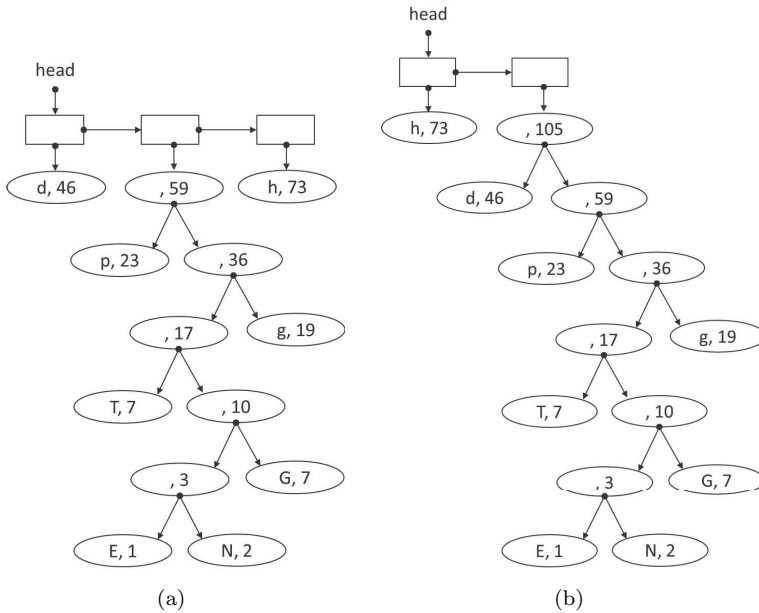 head
d, 46
, 59
h, 73
p, 23
, 36
, 17
g, 19
T, 7
, 10
, 3
G, 7
E, 1
N, 2
(a)
head
h, 73
, 105
d, 46
, 59
p, 23
, 36
, 17
g, 19
T, 7
, 10
, 3
G, 7
E, 1
N, 2
(b)